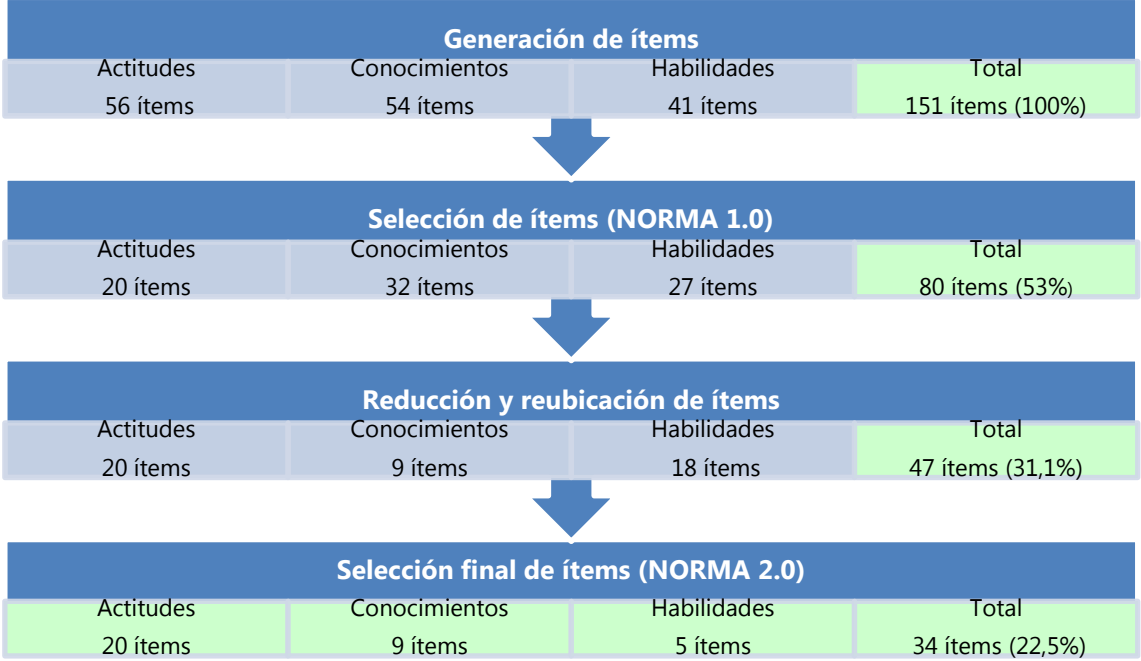 Generación de ítems
Actitudes Conocimientos Habilidades Total
56 ítems 54 ítems 41 ítems 151 ítems (100%)
Selección de ítems (NORMA 1.0)
Actitudes Conocimientos Habilidades Total
20 ítems 32 ítems 27 ítems 80 ítems (53%)
Reducción y reubicación de ítems
Actitudes Conocimientos Habilidades Total
20 ítems 9 ítems 18 ítems 47 ítems (31,1%)
Selección final de ítems (NORMA 2.0)
Actitudes Conocimientos Habilidades Total
20 ítems 9 ítems 5 ítems 34 ítems (22,5%)